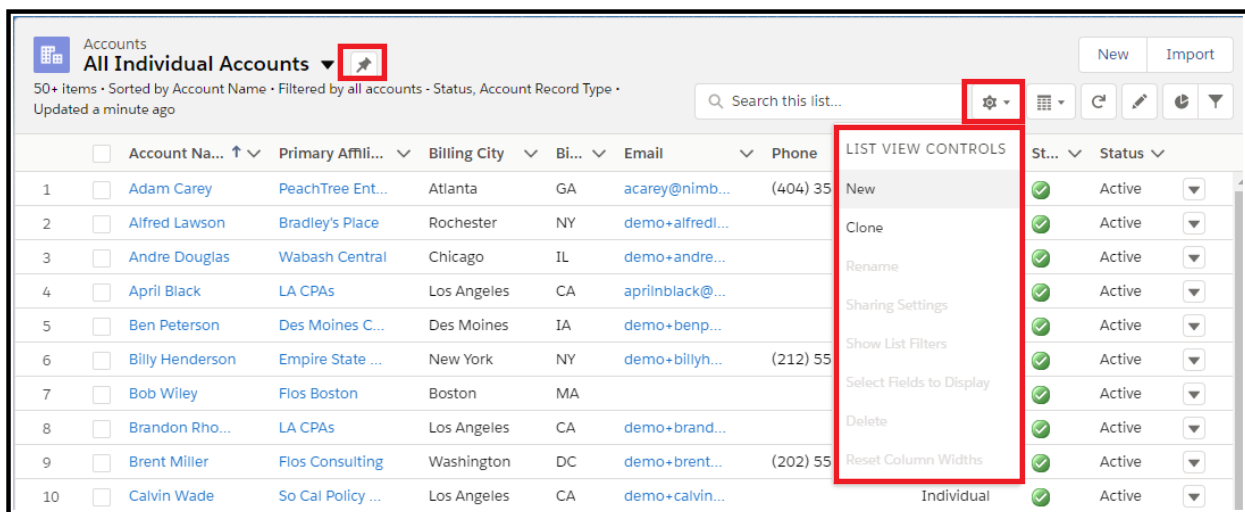 Accounts
All Individual Accounts
New Import
50+ items • Sorted by Account Name • Filtered by all accounts - Status, Account Record Type •
Updated a minute ago
Search this list...
Account Na... Primary Affili... Billing City Bi... Email Phone St... Status
LIST VIEW CONTROLS
New
Clone
Rename
Sharing Settings
Show List Filters
Select Fields to Display
Delete
Reset Column Widths
1 Adam Carey PeachTree Ent... Atlanta GA acarey@nimb... (404) 35 Active
2 Alfred Lawson Bradley's Place Rochester NY demo+alfredl... Active
3 Andre Douglas Wabash Central Chicago IL demo+andre... Active
4 April Black LA CPAs Los Angeles CA aprilnblack@... Active
5 Ben Peterson Des Moines C... Des Moines IA demo+benp... Active
6 Billy Henderson Empire State ... New York NY demo+billyh... (212) 55 Active
7 Bob Wiley Flos Boston Boston MA Active
8 Brandon Rho... LA CPAs Los Angeles CA demo+brand... Active
9 Brent Miller Flos Consulting Washington DC demo+brent... (202) 55 Active
10 Calvin Wade So Cal Policy ... Los Angeles CA demo+calvin... Individual Active